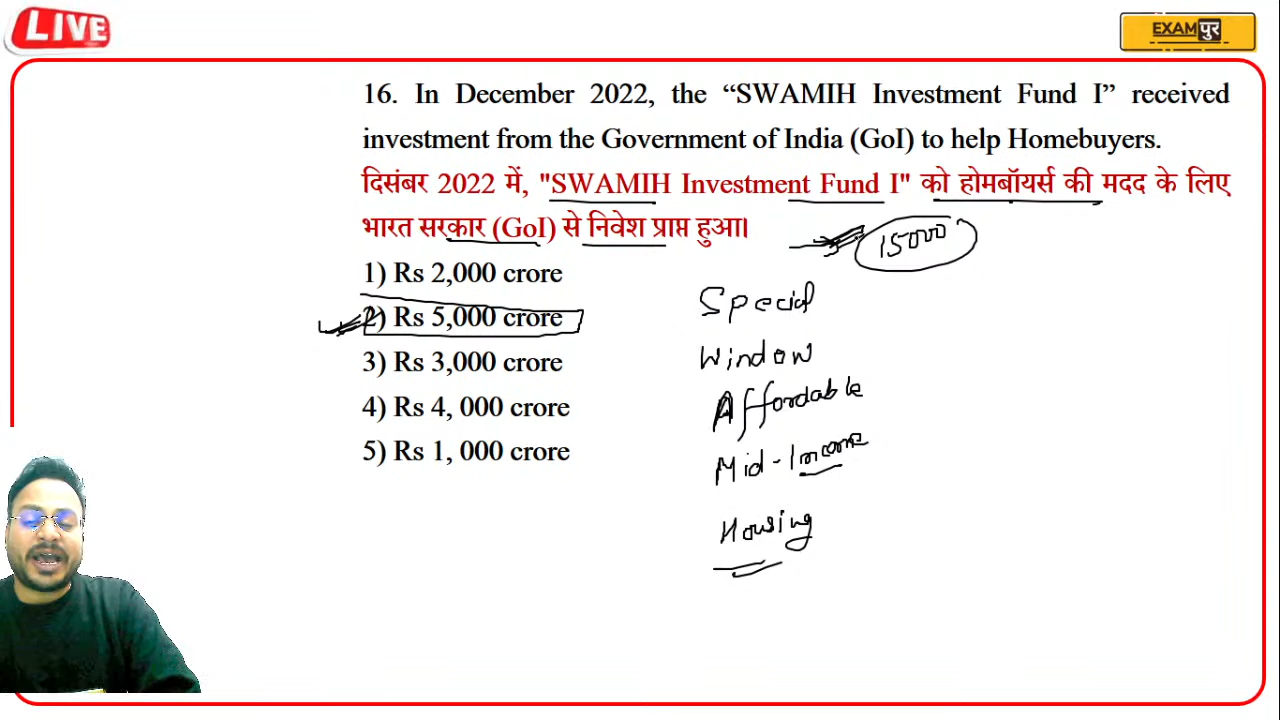 LIVE
EXAMपुर
16. In December 2022, the “SWAMIH Investment Fund I” received
investment from the Government of India (GoI) to help Homebuyers.
दिसंबर 2022 में, "SWAMIH Investment Fund I" को होमबॉयर्स की मदद के लिए
भारत सरकार (GoI) से निवेश प्राप्त हुआ।
15000
1) Rs 2,000 crore
2) Rs 5,000 crore
3) Rs 3,000 crore
4) Rs 4, 000 crore
5) Rs 1, 000 crore
Special
Window
Affordable
Mid-Income
Housing